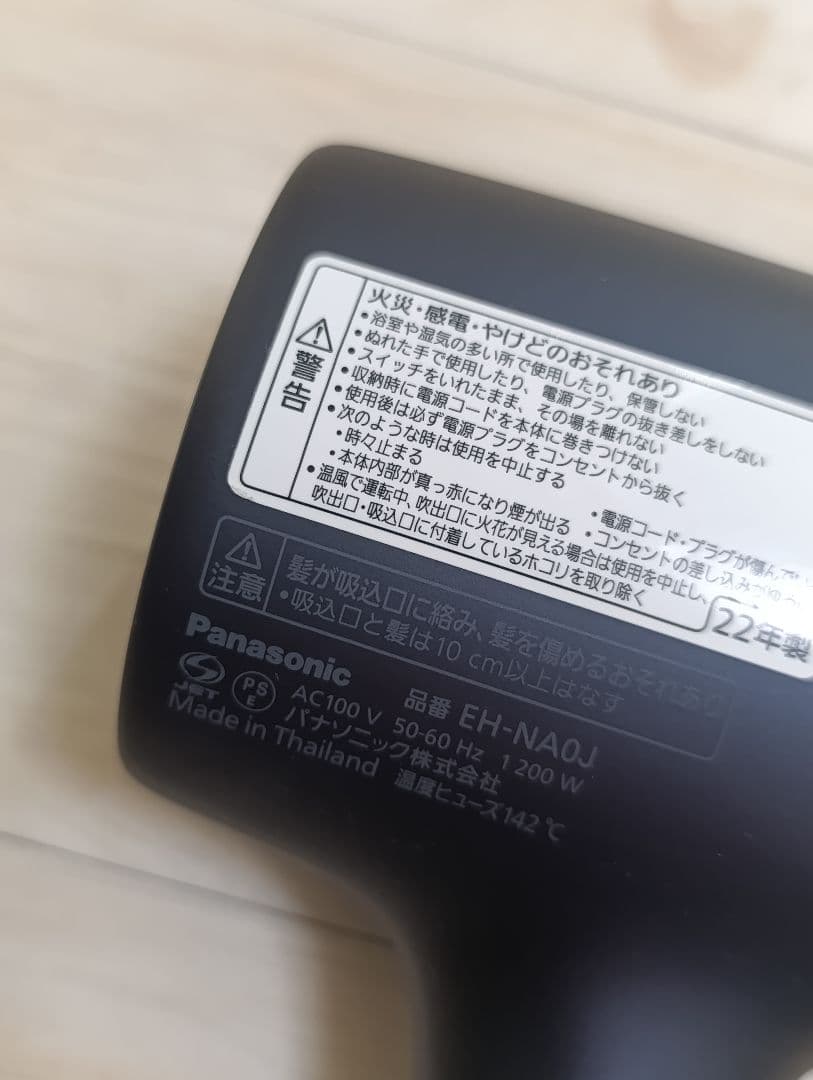 警告
火災・感電・やけどのおそれあり
•浴室や湿気の多い所で使用したり、保管しない
•ぬれた手で使用したり、電源プラグの抜き差しをしない
•スイッチをいれたまま、その場を離れない
•収納時に電源コードを本体に巻きつけない
•使用後は必ず電源プラグをコンセントから抜く
•次のような時は使用を中止する
・時々止まる
・電源コード・プラグが傷んで
・本体内部が真っ赤になり煙が出る
・コンセントの差し込みが
•温風で運転中、吹出口に火花が見える場合は使用を中止し、
吹出口・吸込口に付着しているホコリを取り除く
22年製
注意
髪が吸込口に絡み、髪を傷めるおそれあり
•吸込口と髪は10 cm以上はなす
Panasonic
品番 EH-NA0J
JET
PS
E
AC100 V 50-60 Hz 1200 W
パナソニック株式会社
Made in Thailand 温度ヒューズ142℃